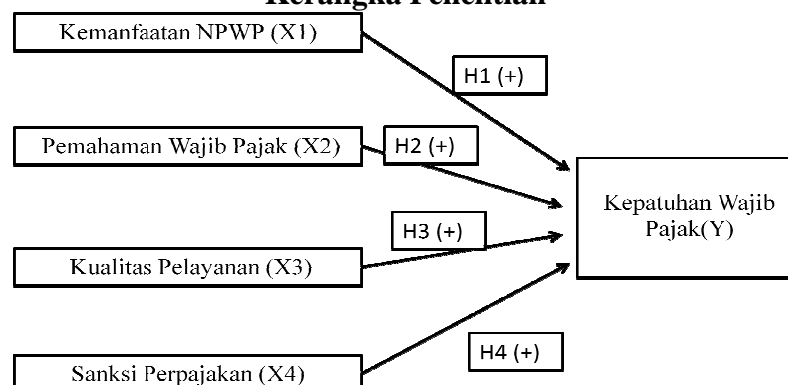 Kerangka Penelitian
Kemanfaatan NPWP (X1)
H1 (+)
Pemahaman Wajib Pajak (X2)
H2 (+)
Kepatuhan Wajib
Pajak(Y)
H3 (+)
Kualitas Pelayanan (X3)
H4 (+)
Sanksi Perpajakan (X4)